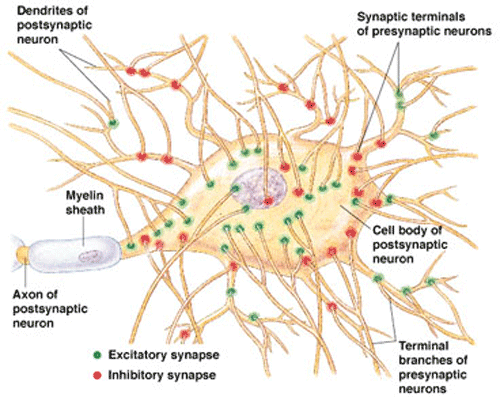 Dendrites of
postsynaptic
neuron
Synaptic terminals
of presynaptic neurons
Myelin
sheath
Cell body of
postsynaptic
neuron
Axon of
postsynaptic
neuron
Excitatory synapse
Inhibitory synapse
Terminal
branches of
presynaptic
neurons